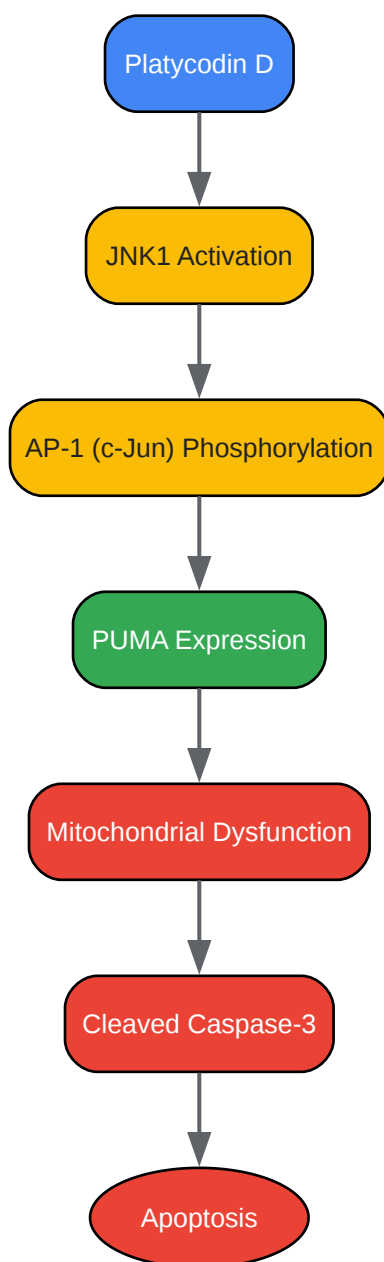 Platycodin D
JNK1 Activation
AP-1 (c-Jun) Phosphorylation
PUMA Expression
Mitochondrial Dysfunction
Cleaved Caspase-3
Apoptosis